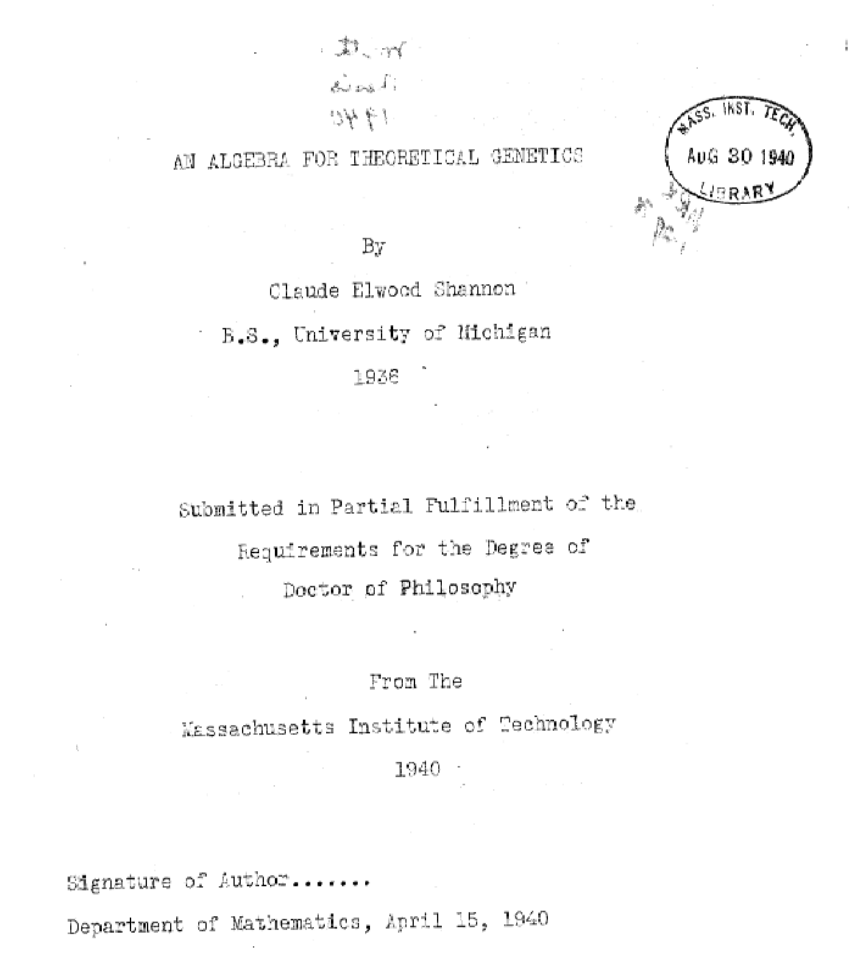 Thesis
1940
MASS. INST. TECH.
AUG 30 1940
LIBRARY
AN ALGEBRA FOR THEORETICAL GENETICS
By
Claude Elwood Shannon
B.S., University of Michigan
1936
Submitted in Partial Fulfillment of the
Requirements for the Degree of
Doctor of Philosophy
From The
Massachusetts Institute of Technology
1940
Signature of Author.......
Department of Mathematics, April 15, 1940